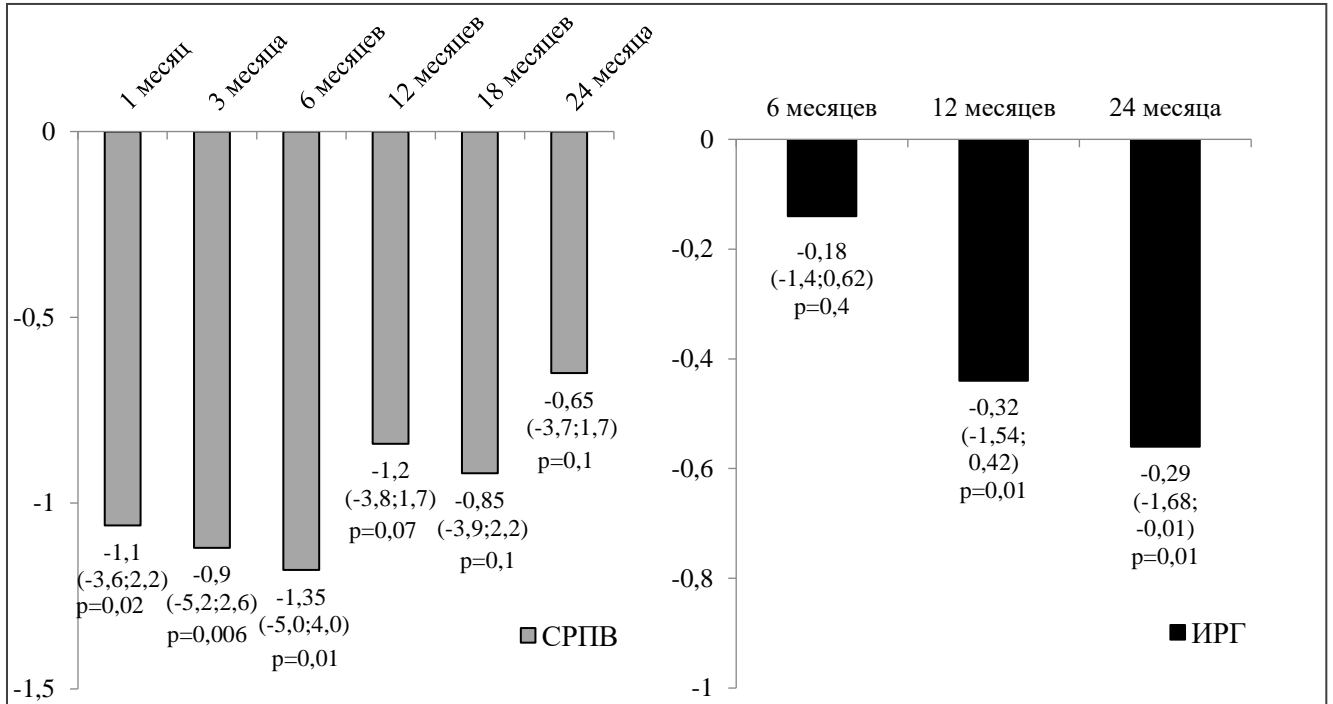 1 месяц
3 месяца
6 месяцев
12 месяцев
18 месяцев
24 месяца
0
-0,5
-1
-1,5
-1,1
(-3,6;2,2)
p=0,02
-0,9
(-5,2;2,6)
p=0,006
-1,35
(-5,0;4,0)
p=0,01
-1,2
(-3,8;1,7)
p=0,07
-0,85
(-3,9;2,2)
p=0,1
-0,65
(-3,7;1,7)
p=0,1
СРПВ
6 месяцев
12 месяцев
24 месяца
0
-0,2
-0,4
-0,6
-0,8
-1
-0,18
(-1,4;0,62)
p=0,4
-0,32
(-1,54;
0,42)
p=0,01
-0,29
(-1,68;
-0,01)
p=0,01
ИРГ